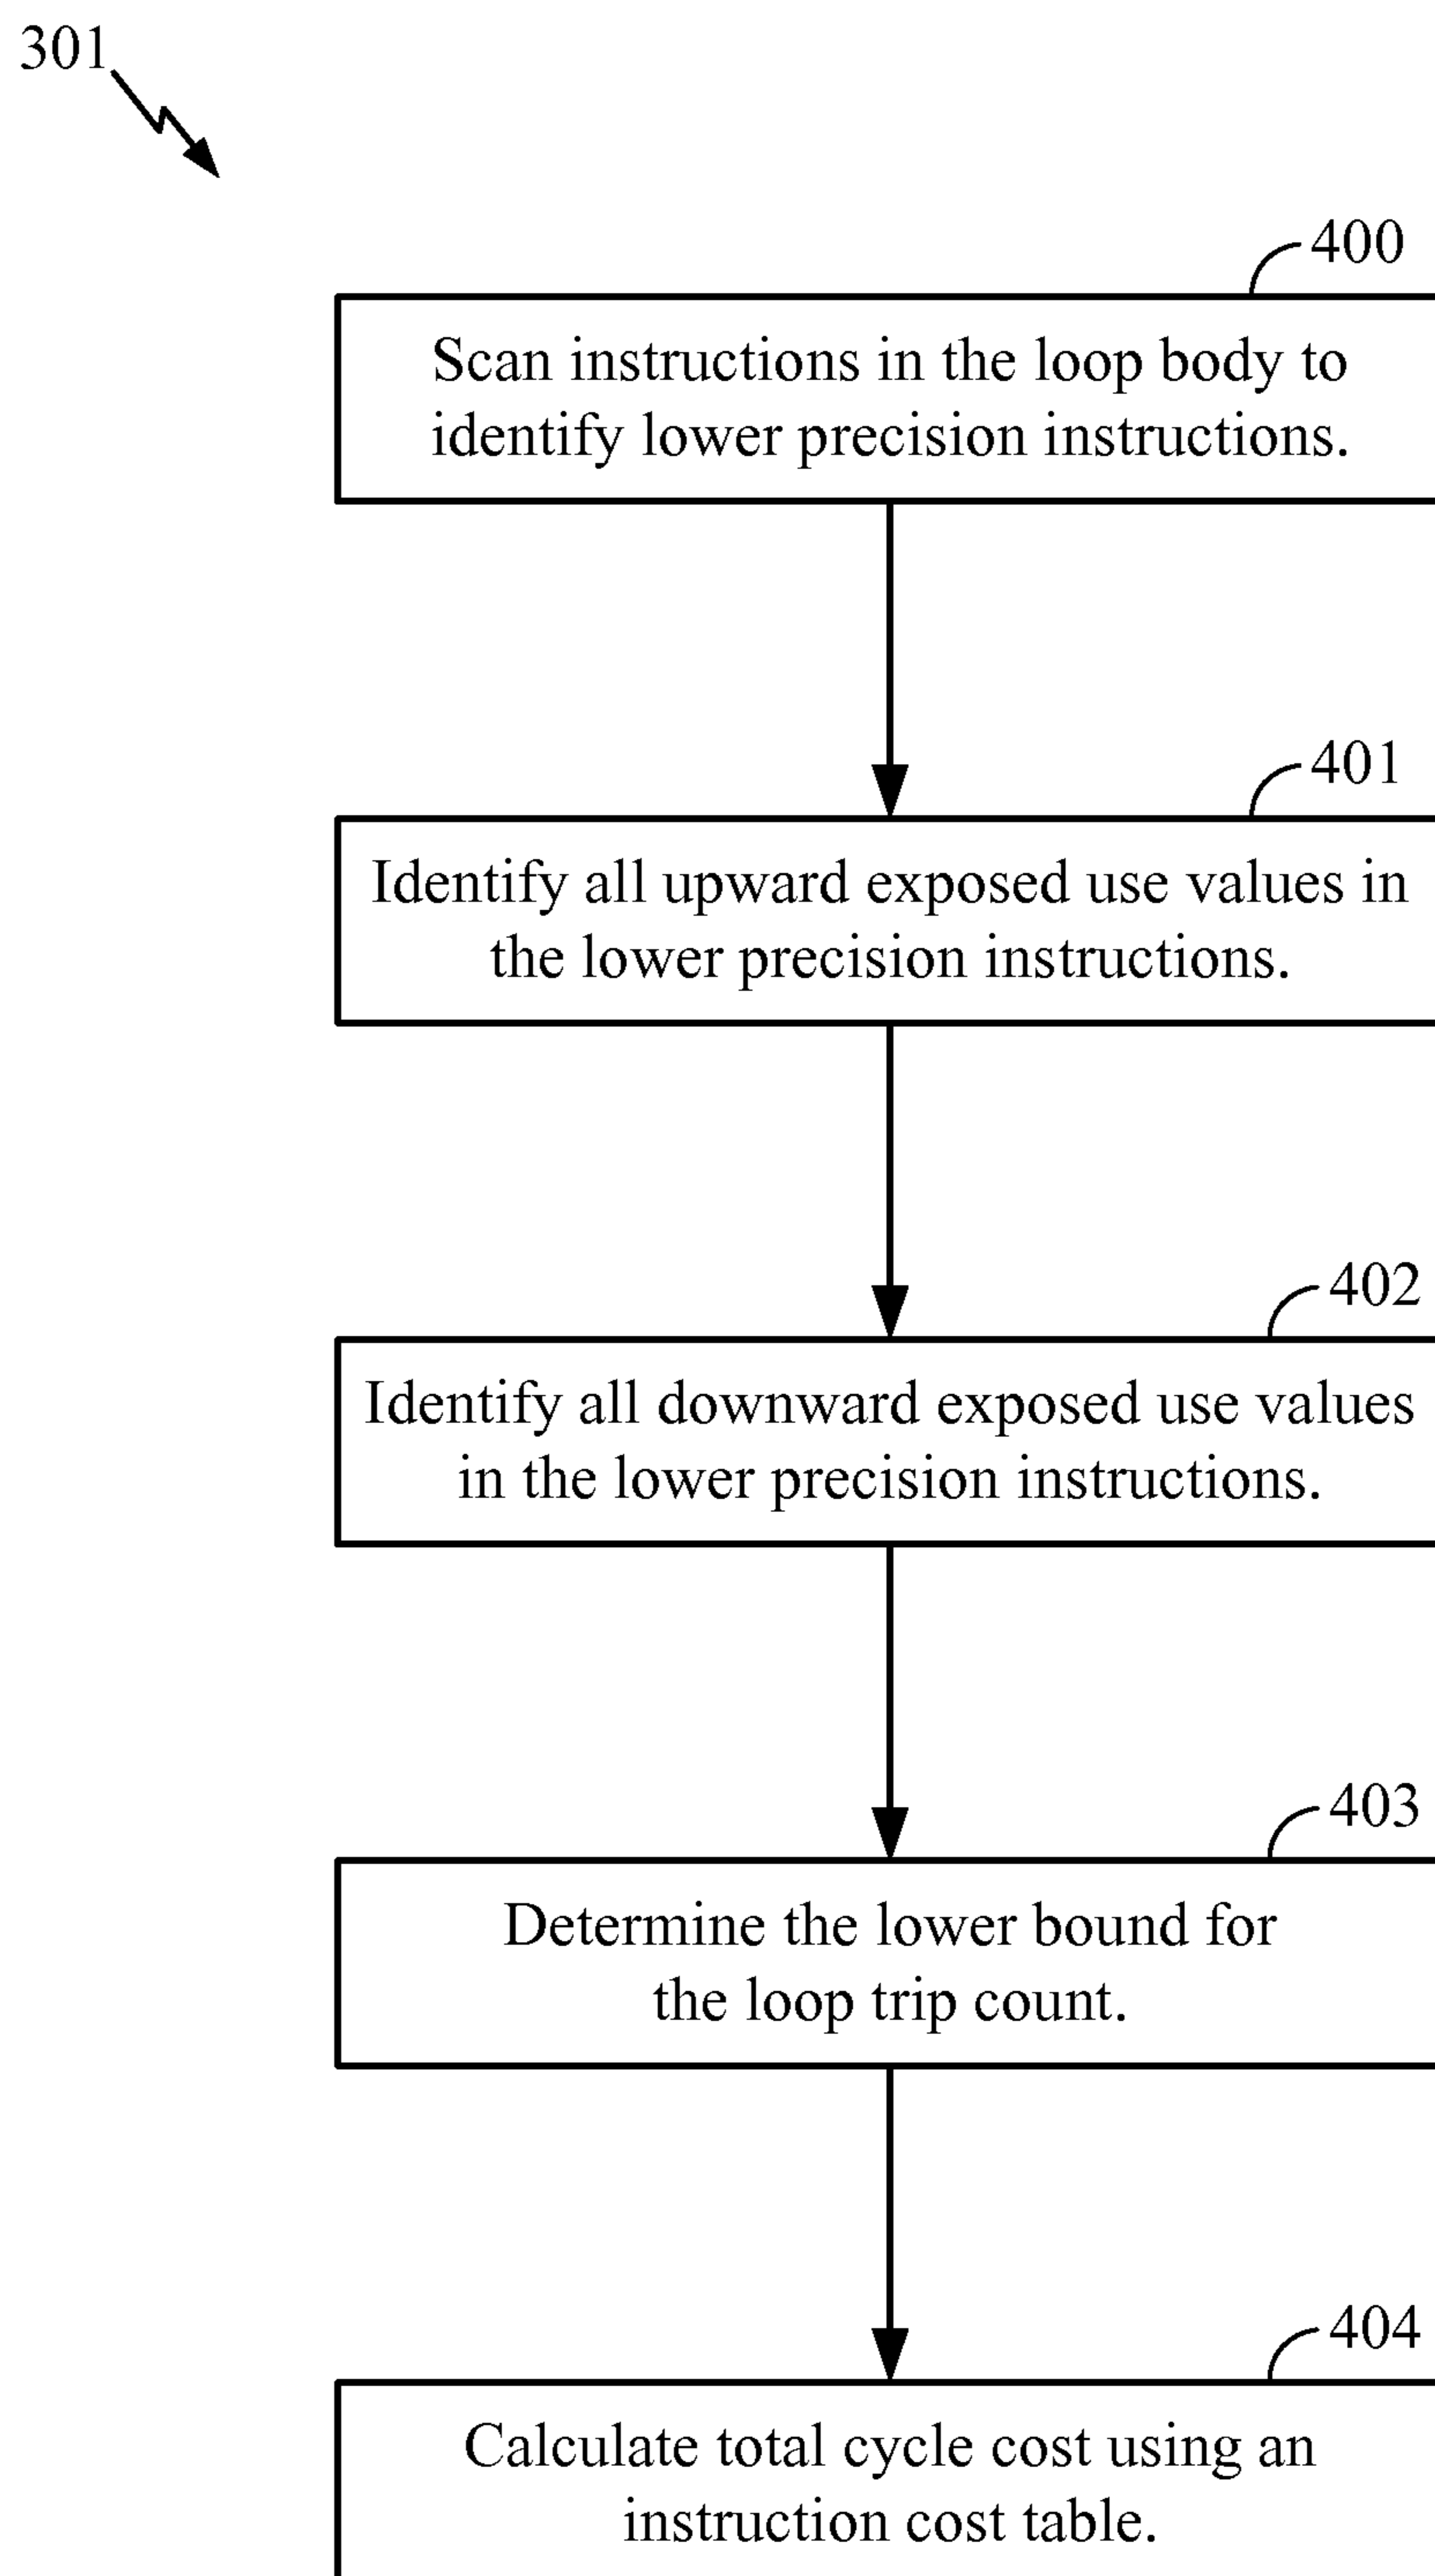 301
400
Scan instructions in the loop body to
identify lower precision instructions.
401
Identify all upward exposed use values in
the lower precision instructions.
402
Identify all downward exposed use values
in the lower precision instructions.
403
Determine the lower bound for
the loop trip count.
404
Calculate total cycle cost using an
instruction cost table.